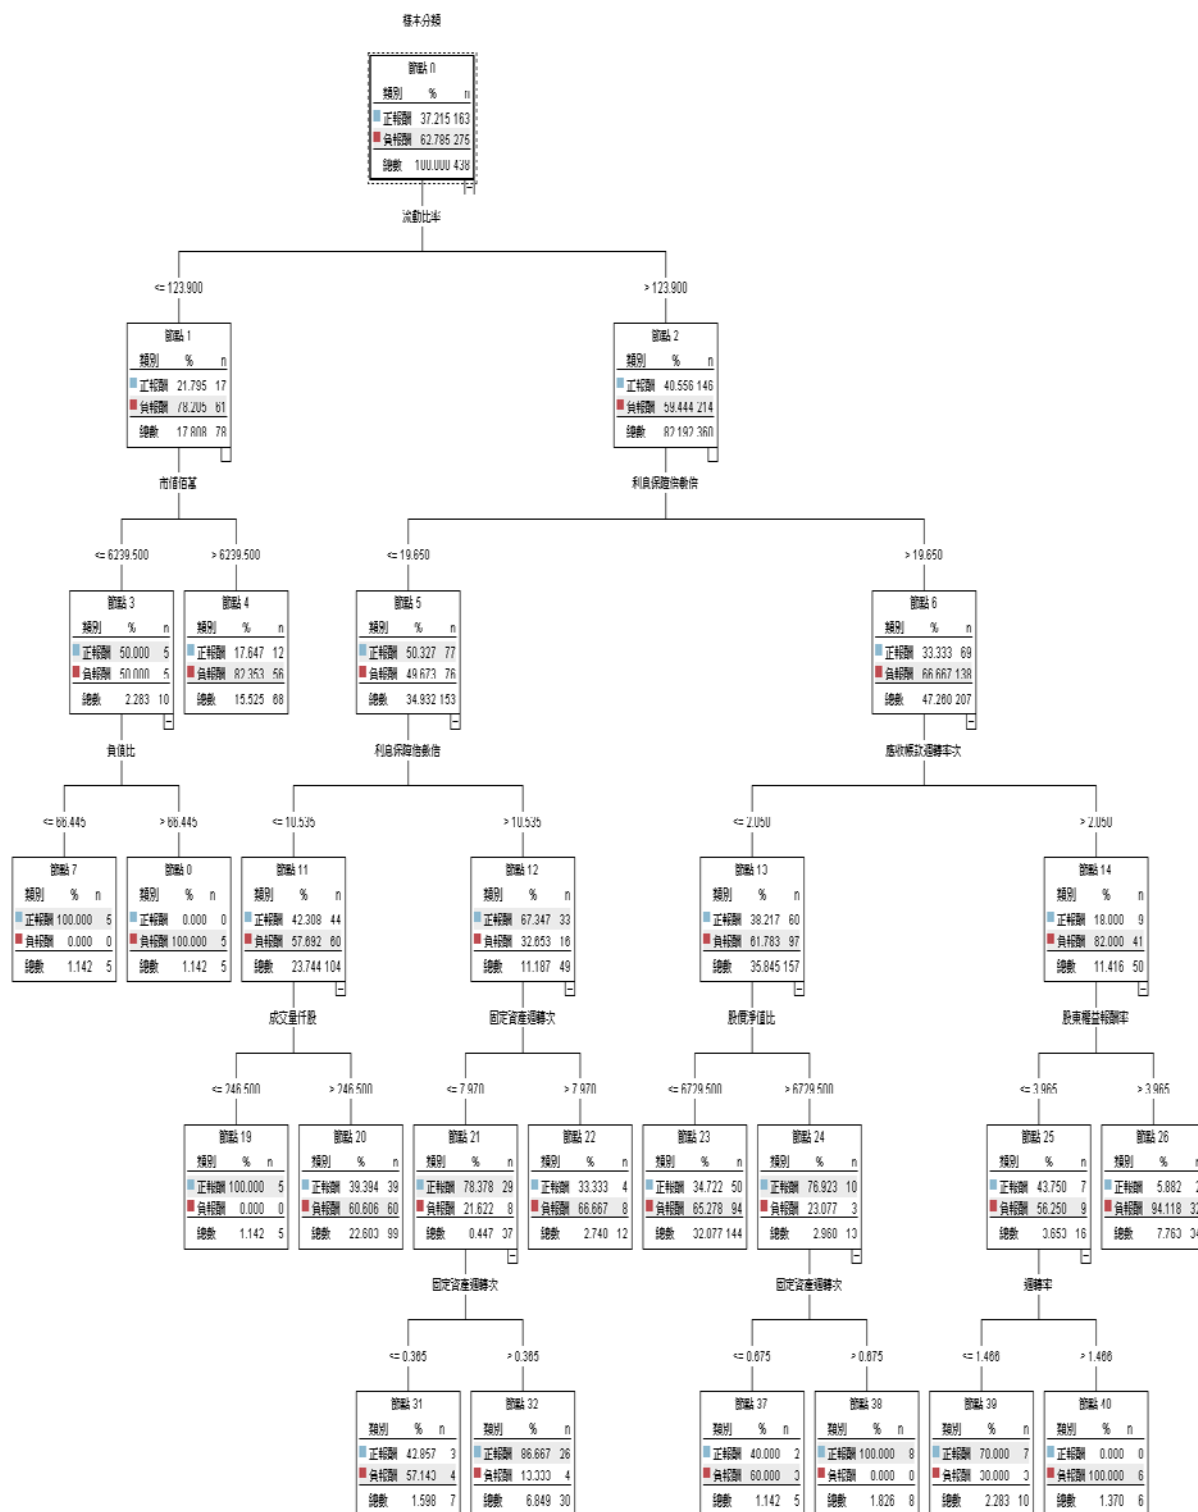 樣本分類
節點 0
類別 % n
正報酬 37.215 163
負報酬 62.785 275
總數 100.000 438
流動比率
<= 123.900
> 123.900
節點 1
類別 % n
正報酬 21.795 17
負報酬 78.205 61
總數 17.808 78
節點 2
類別 % n
正報酬 40.556 146
負報酬 59.444 214
總數 82.192 360
市值佰萬
利息保障倍數倍
<= 6239.500
> 6239.500
<= 19.650
> 19.650
節點 3
類別 % n
正報酬 50.000 5
負報酬 50.000 5
總數 2.283 10
節點 4
類別 % n
正報酬 17.647 12
負報酬 82.353 56
總數 15.525 68
節點 5
類別 % n
正報酬 50.327 77
負報酬 49.673 76
總數 34.932 153
節點 6
類別 % n
正報酬 33.333 69
負報酬 66.667 138
總數 47.260 207
負債比
利息保障倍數倍
應收帳款週轉率次
<= 66.445
> 66.445
<= 10.535
> 10.535
<= 2.050
> 2.050
節點 7
類別 % n
正報酬 100.000 5
負報酬 0.000 0
總數 1.142 5
節點
類別 % n
正報酬 0.000 0
負報酬 100.000 5
總數 1.142 5
節點 11
類別 % n
正報酬 42.308 44
負報酬 57.692 60
總數 23.744 104
節點 12
類別 % n
正報酬 67.347 33
負報酬 32.653 16
總數 11.187 49
節點 13
類別 % n
正報酬 38.217 60
負報酬 61.783 97
總數 35.845 157
節點 14
類別 % n
正報酬 18.000 9
負報酬 82.000 41
總數 11.416 50
成交量仟股
固定資產週轉次
股價淨值比
股東權益報酬率
<= 246.500
> 246.500
<= 7.970
> 7.970
<= 6729.500
> 6729.500
<= 3.965
> 3.965
節點 19
類別 % n
正報酬 100.000 5
負報酬 0.000 0
總數 1.142 5
節點 20
類別 % n
正報酬 39.394 39
負報酬 60.606 60
總數 22.603 99
節點 21
類別 % n
正報酬 78.378 29
負報酬 21.622 8
總數 0.447 37
節點 22
類別 % n
正報酬 33.333 4
負報酬 66.667 8
總數 2.740 12
節點 23
類別 % n
正報酬 34.722 50
負報酬 65.278 94
總數 32.077 144
節點 24
類別 % n
正報酬 76.923 10
負報酬 23.077 3
總數 2.960 13
節點 25
類別 % n
正報酬 43.750 7
負報酬 56.250 9
總數 3.653 16
節點 26
類別 % n
正報酬 5.882 2
負報酬 94.118 32
總數 7.763 34
固定資產週轉次
固定資產週轉次
週轉率
<= 0.365
> 0.365
<= 0.675
> 0.675
<= 1.466
> 1.466
節點 31
類別 % n
正報酬 42.857 3
負報酬 57.143 4
總數 1.598 7
節點 32
類別 % n
正報酬 86.667 26
負報酬 13.333 4
總數 6.849 30
節點 37
類別 % n
正報酬 40.000 2
負報酬 60.000 3
總數 1.142 5
節點 38
類別 % n
正報酬 100.000 8
負報酬 0.000 0
總數 1.826 8
節點 39
類別 % n
正報酬 70.000 7
負報酬 30.000 3
總數 2.283 10
節點 40
類別 % n
正報酬 0.000 0
負報酬 100.000 6
總數 1.370 6